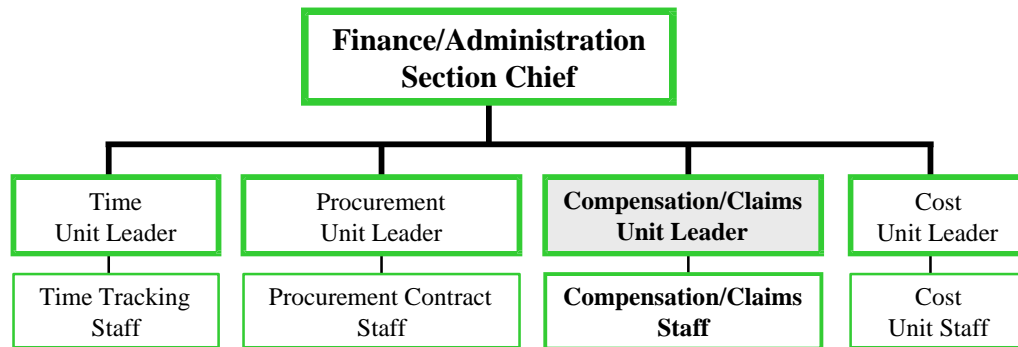 Finance/Administration
Section Chief
Time
Unit Leader
Procurement
Unit Leader
Compensation/Claims
Unit Leader
Cost
Unit Leader
Time Tracking
Staff
Procurement Contract
Staff
Compensation/Claims
Staff
Cost
Unit Staff